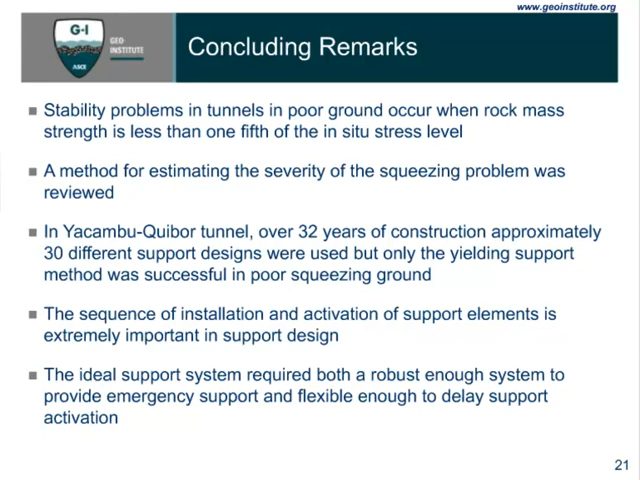 www.geoinstitute.org
G-I
GEO
INSTITUTE
ASCE
Concluding Remarks
Stability problems in tunnels in poor ground occur when rock mass
strength is less than one fifth of the in situ stress level
A method for estimating the severity of the squeezing problem was
reviewed
In Yacambu-Quibor tunnel, over 32 years of construction approximately
30 different support designs were used but only the yielding support
method was successful in poor squeezing ground
The sequence of installation and activation of support elements is
extremely important in support design
The ideal support system required both a robust enough system to
provide emergency support and flexible enough to delay support
activation
21